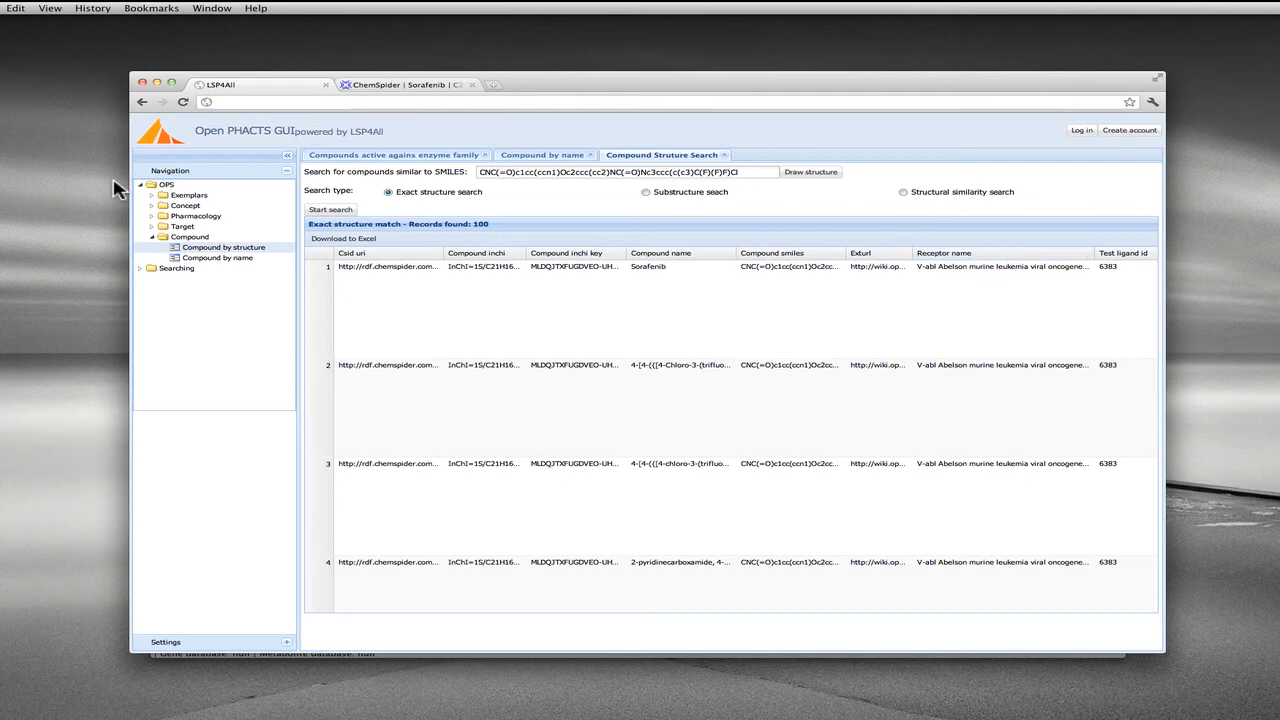 Edit View History Bookmarks Window Help
LSP4All
ChemSpider | Sorafenib | C2
Open PHACTS GUIpowered by LSP4All
Log in Create account
Navigation
OPS
Exemplars
Concept
Pharmacology
Target
Compound
Compound by structure
Compound by name
Searching
Settings
Compounds active agains enzyme family Compound by name Compound Struture Search
Search for compounds similar to SMILES: CNC(=O)c1cc(ccn1)Oc2ccc(cc2)NC(=O)Nc3ccc(c(c3)C(F)(F)F)Cl Draw structure
Search type: Exact structure search Substructure seach Structural similarity search
Start search
Exact structure match - Records found: 100
Download to Excel
Csid uri Compound inchi Compound inchi key Compound name Compound smiles Exturl Receptor name Test ligand id
1 http://rdf.chemspider.com... InChI=1S/C21H16... MLDQJTXFUGDVEO-UH... Sorafenib CNC(=O)c1cc(ccn1)Oc2cc... http://wiki.op... V-abl Abelson murine leukemia viral oncogene... 6383
2 http://rdf.chemspider.com... InChI=1S/C21H16... MLDQJTXFUGDVEO-UH... 4-[4-({[4-Chloro-3-(trifluo... CNC(=O)c1cc(ccn1)Oc2cc... http://wiki.op... V-abl Abelson murine leukemia viral oncogene... 6383
3 http://rdf.chemspider.com... InChI=1S/C21H16... MLDQJTXFUGDVEO-UH... 4-[4-({[4-chloro-3-(trifluo... CNC(=O)c1cc(ccn1)Oc2cc... http://wiki.op... V-abl Abelson murine leukemia viral oncogene... 6383
4 http://rdf.chemspider.com... InChI=1S/C21H16... MLDQJTXFUGDVEO-UH... 2-pyridinecarboxamide, 4-... CNC(=O)c1cc(ccn1)Oc2cc... http://wiki.op... V-abl Abelson murine leukemia viral oncogene... 6383
| Gene database: null | Metabolite database: null